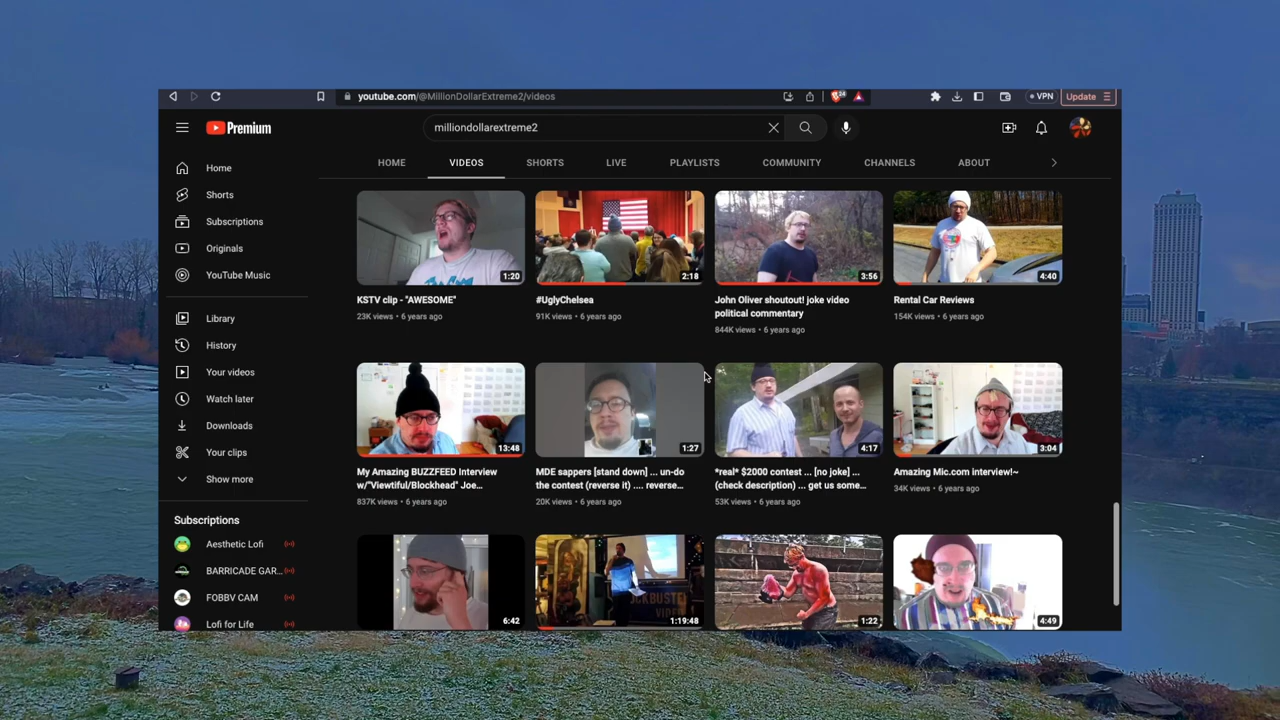 youtube.com/@MillionDollarExtreme2/videos
24
VPN
Update
Premium
milliondollarextreme2
HOME VIDEOS SHORTS LIVE PLAYLISTS COMMUNITY CHANNELS ABOUT
Home
Shorts
Subscriptions
Originals
YouTube Music
Library
History
Your videos
Watch later
Downloads
Your clips
Show more
Subscriptions
Aesthetic Lofi
BARRICADE GAR...
FOBBV CAM
Lofi for Life
1:20
2:18
3:56
4:40
KSTV clip - "AWESOME"
23K views • 6 years ago
#UglyChelsea
91K views • 6 years ago
John Oliver shoutout! joke video
political commentary
844K views • 6 years ago
Rental Car Reviews
154K views • 6 years ago
13:48
1:27
4:17
3:04
My Amazing BUZZFEED Interview
w/"Viewtiful/Blockhead" Joe...
837K views • 6 years ago
MDE sappers [stand down] ... un-do
the contest (reverse it) .... reverse...
20K views • 6 years ago
*real* $2000 contest ... [no joke] ...
(check description) ... get us some...
53K views • 6 years ago
Amazing Mic.com interview!~
34K views • 6 years ago
6:42
1:19:48
1:22
4:49